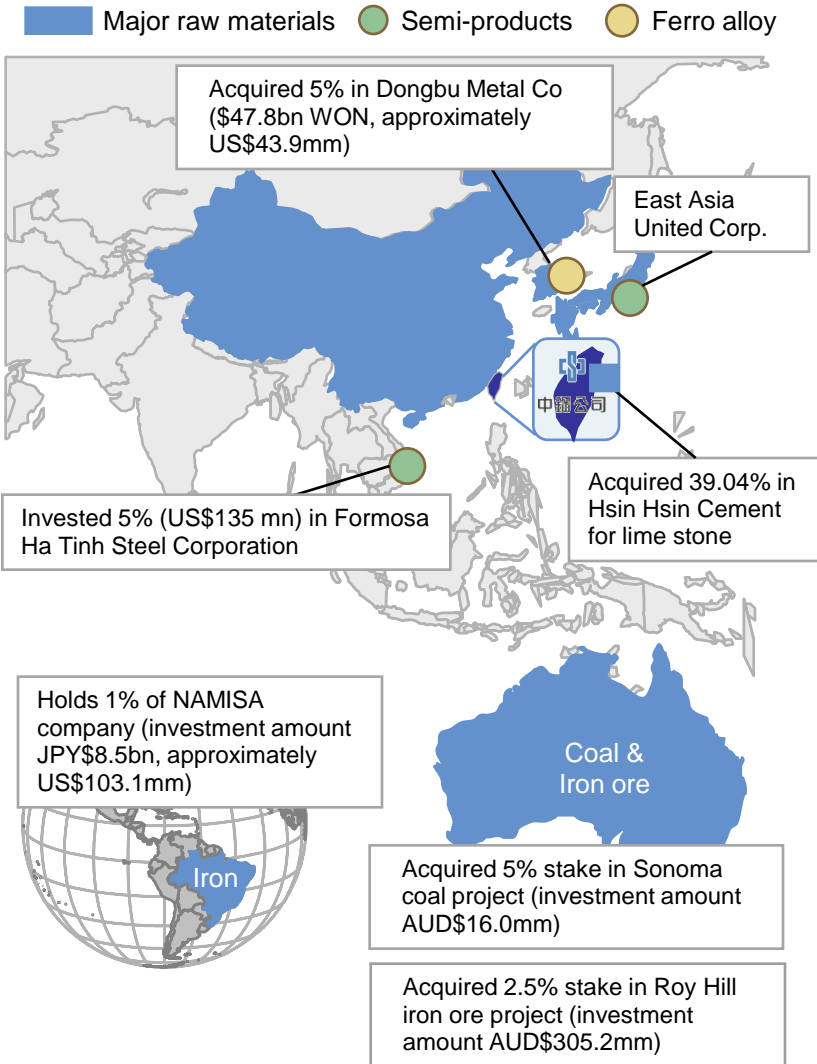 Major raw materials
Semi-products
Ferro alloy
Acquired 5% in Dongbu Metal Co
($47.8bn WON, approximately
US$43.9mm)
East Asia
United Corp.
中鋼公司
Acquired 39.04% in
Hsin Hsin Cement
for lime stone
Invested 5% (US$135 mn) in Formosa
Ha Tinh Steel Corporation
Holds 1% of NAMISA
company (investment amount
JPY$8.5bn, approximately
US$103.1mm)
Iron
Coal &
Iron ore
Acquired 5% stake in Sonoma
coal project (investment amount
AUD$16.0mm)
Acquired 2.5% stake in Roy Hill
iron ore project (investment
amount AUD$305.2mm)